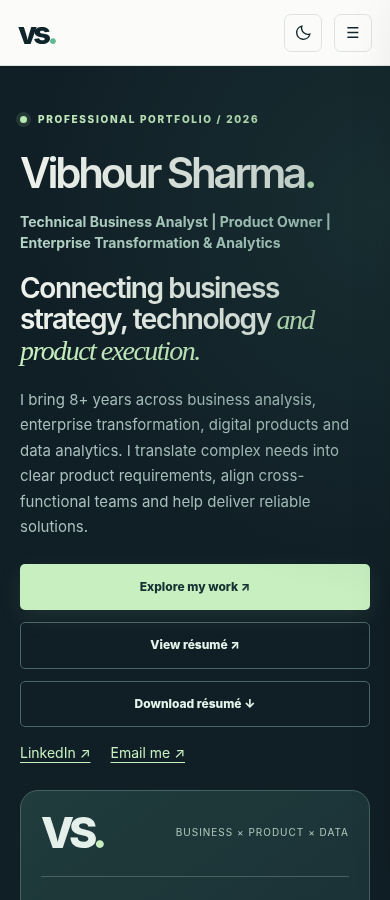 VS.
PROFESSIONAL PORTFOLIO / 2026
Vibhour Sharma.
Technical Business Analyst | Product Owner |
Enterprise Transformation & Analytics
Connecting business
strategy, technology and
product execution.
I bring 8+ years across business analysis,
enterprise transformation, digital products and
data analytics. I translate complex needs into
clear product requirements, align cross-
functional teams and help deliver reliable
solutions.
Explore my work ↗
View résumé ↗
Download résumé ↓
LinkedIn ↗ Email me ↗
VS. BUSINESS × PRODUCT × DATA